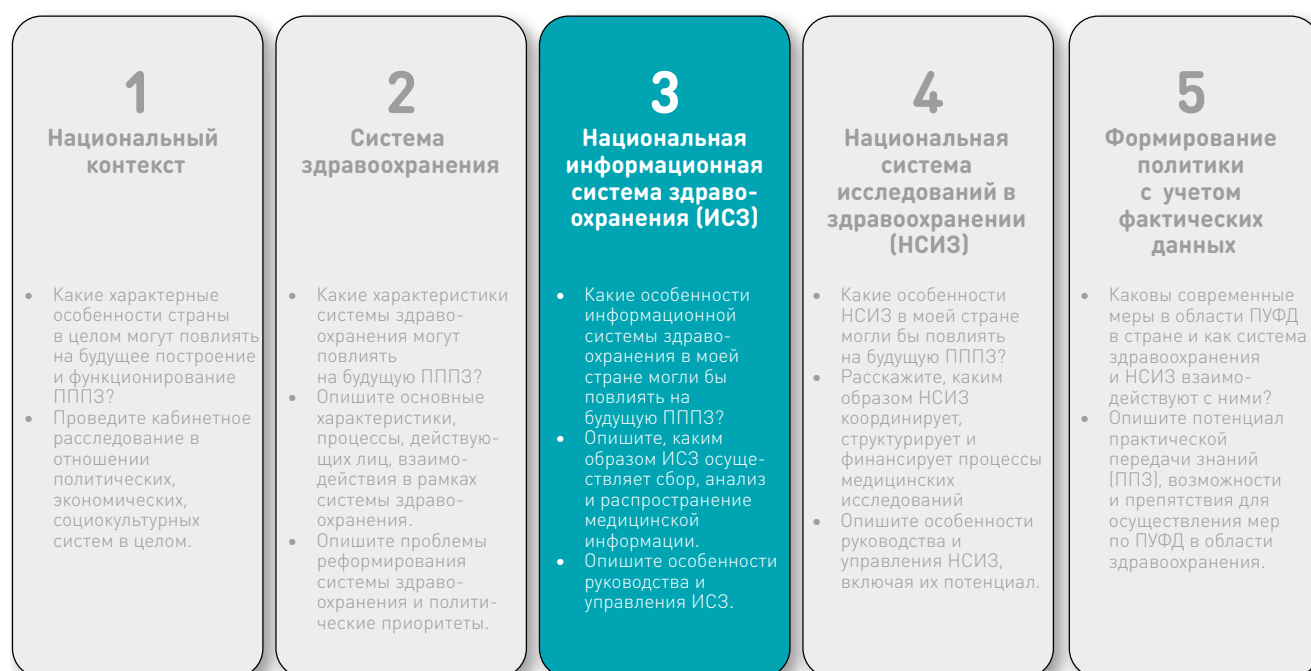 1
Национальный
контекст
• Какие характерные
особенности страны
в целом могут повлиять
на будущее построение
и функционирование
ПППЗ?
• Проведите кабинетное
расследование в
отношении
политических,
экономических,
социокультурных
систем в целом.
2
Система
здравоохранения
• Какие характеристики
системы здраво-
охранения могут
повлиять
на будущую ПППЗ?
• Опишите основные
характеристики,
процессы, действую-
щих лиц, взаимо-
действия в рамках
системы здраво-
охранения.
• Опишите проблемы
реформирования
системы здраво-
охранения и полити-
ческие приоритеты.
3
Национальная
информационная
система здраво-
охранения (ИСЗ)
• Какие особенности
информационной
системы здраво-
охранения в моей
стране могли бы
повлиять на
будущую ПППЗ?
• Опишите, каким
образом ИСЗ осуще-
ствляет сбор, анализ
и распространение
медицинской
информации.
• Опишите особенности
руководства и
управления ИСЗ.
4
Национальная
система
исследований в
здравоохранении
(НСИЗ)
• Какие особенности
НСИЗ в моей стране
могли бы повлиять
на будущую ПППЗ?
• Расскажите, каким
образом НСИЗ
координирует,
структурирует и
финансирует процессы
медицинских
исследований
• Опишите особенности
руководства и
управления НСИЗ,
включая их потенциал.
5
Формирование
политики
с учетом
фактических
данных
• Каковы современные
меры в области ПУФД
в стране и как система
здравоохранения
и НСИЗ взаимо-
действуют с ними?
• Опишите потенциал
практической
передачи знаний
(ППЗ), возможности
и препятствия для
осуществления мер
по ПУФД в области
здравоохранения.